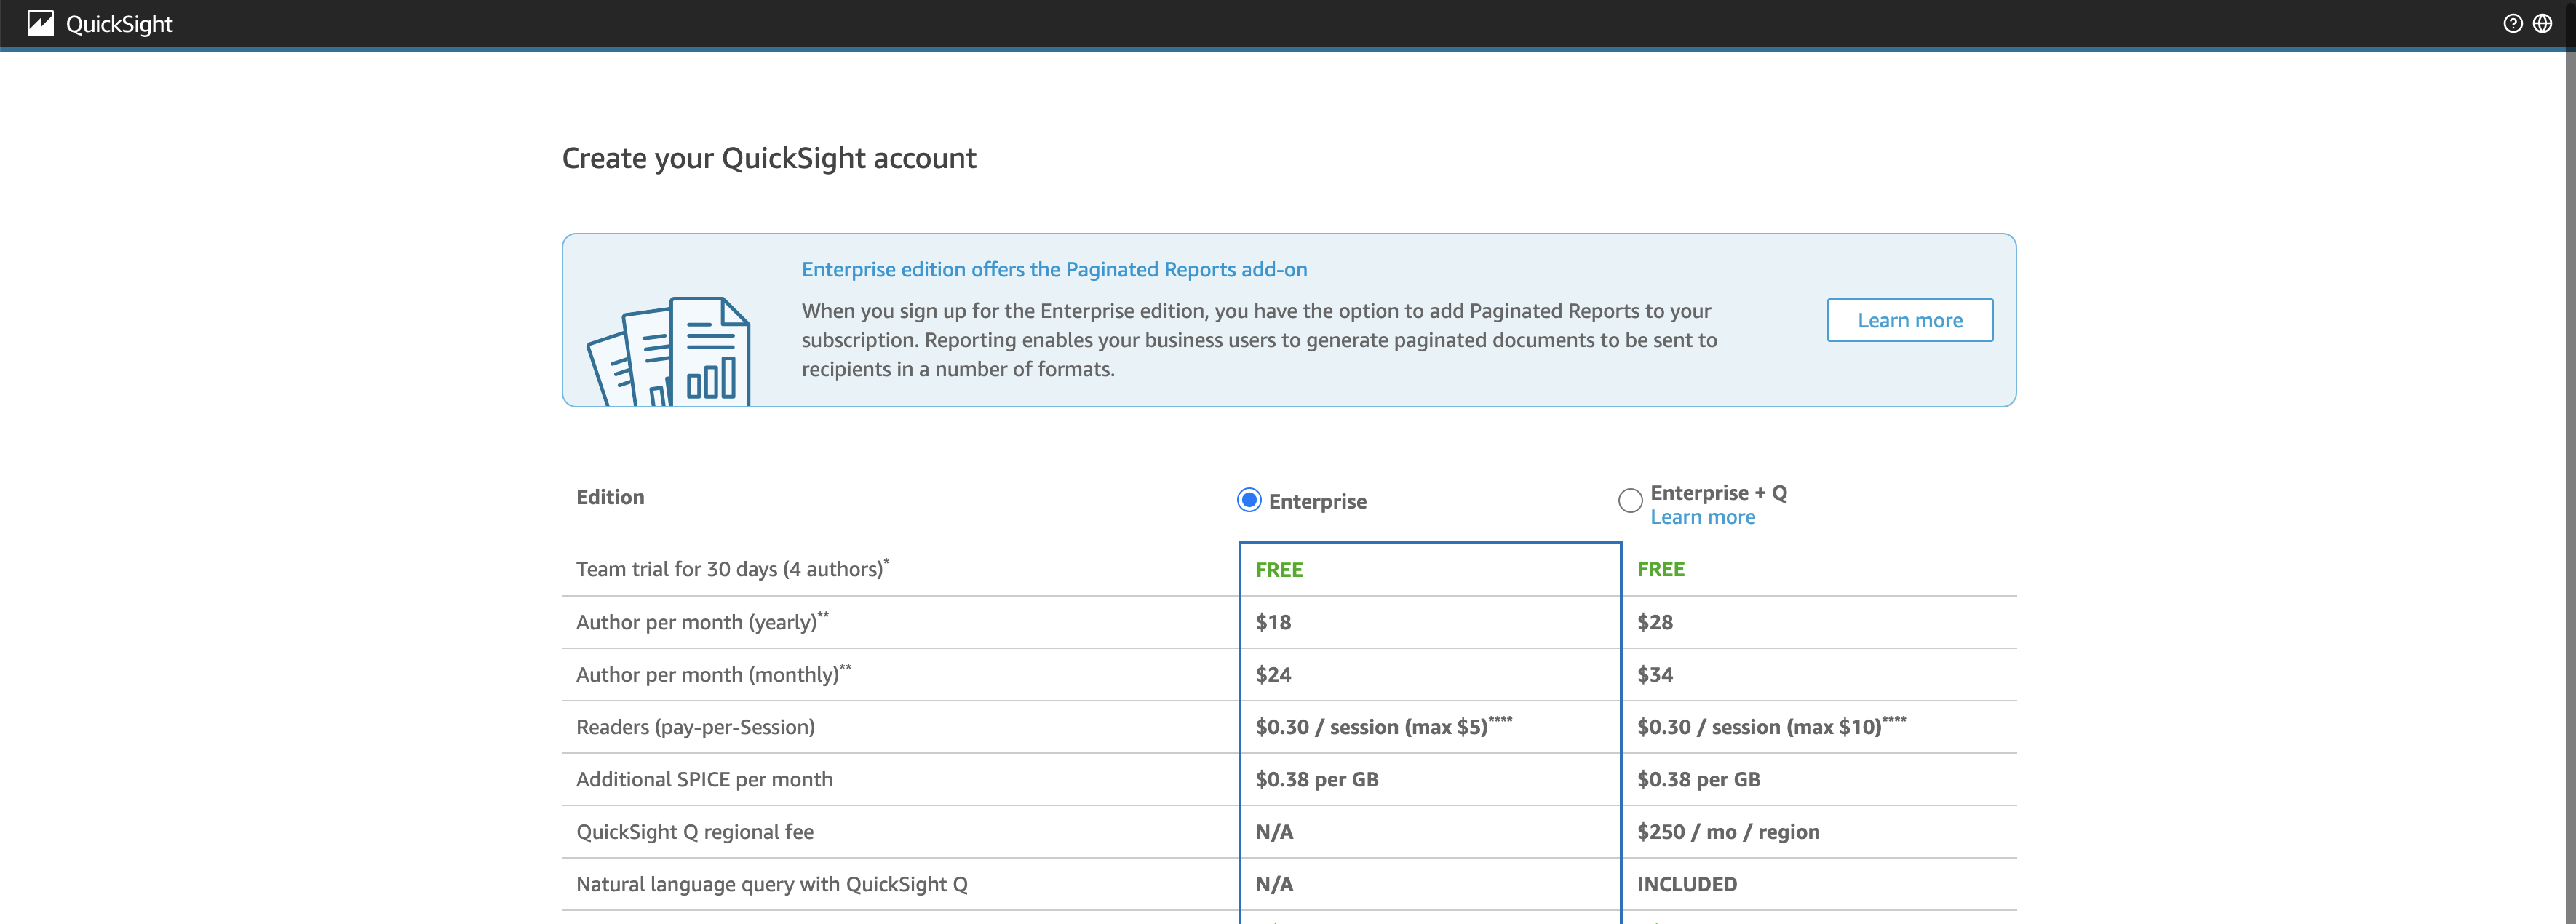 QuickSight
Create your QuickSight account
Enterprise edition offers the Paginated Reports add-on
When you sign up for the Enterprise edition, you have the option to add Paginated Reports to your
subscription. Reporting enables your business users to generate paginated documents to be sent to
recipients in a number of formats.
Learn more
Edition
Enterprise
Enterprise + Q
Learn more
Team trial for 30 days (4 authors)*
FREE
FREE
Author per month (yearly)**
$18
$28
Author per month (monthly)**
$24
$34
Readers (pay-per-Session)
$0.30 / session (max $5)****
$0.30 / session (max $10)****
Additional SPICE per month
$0.38 per GB
$0.38 per GB
QuickSight Q regional fee
N/A
$250 / mo / region
Natural language query with QuickSight Q
N/A
INCLUDED